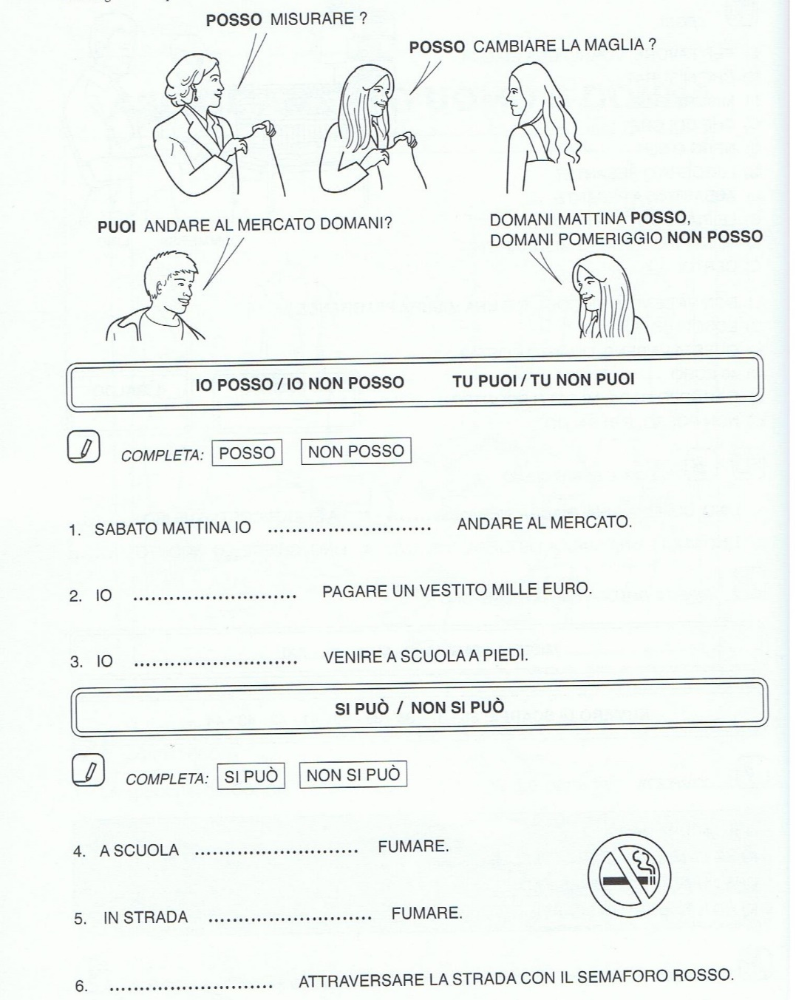 POSSO MISURARE ?
POSSO CAMBIARE LA MAGLIA ?
PUOI ANDARE AL MERCATO DOMANI?
DOMANI MATTINA POSSO,
DOMANI POMERIGGIO NON POSSO
IO POSSO / IO NON POSSO TU PUOI / TU NON PUOI
COMPLETA: POSSO NON POSSO
1. SABATO MATTINA IO ........................... ANDARE AL MERCATO.
2. IO ........................... PAGARE UN VESTITO MILLE EURO.
3. IO ........................... VENIRE A SCUOLA A PIEDI.
SI PUÒ / NON SI PUÒ
COMPLETA: SI PUÒ NON SI PUÒ
4. A SCUOLA ........................... FUMARE.
5. IN STRADA ........................... FUMARE.
6. ........................... ATTRAVERSARE LA STRADA CON IL SEMAFORO ROSSO.